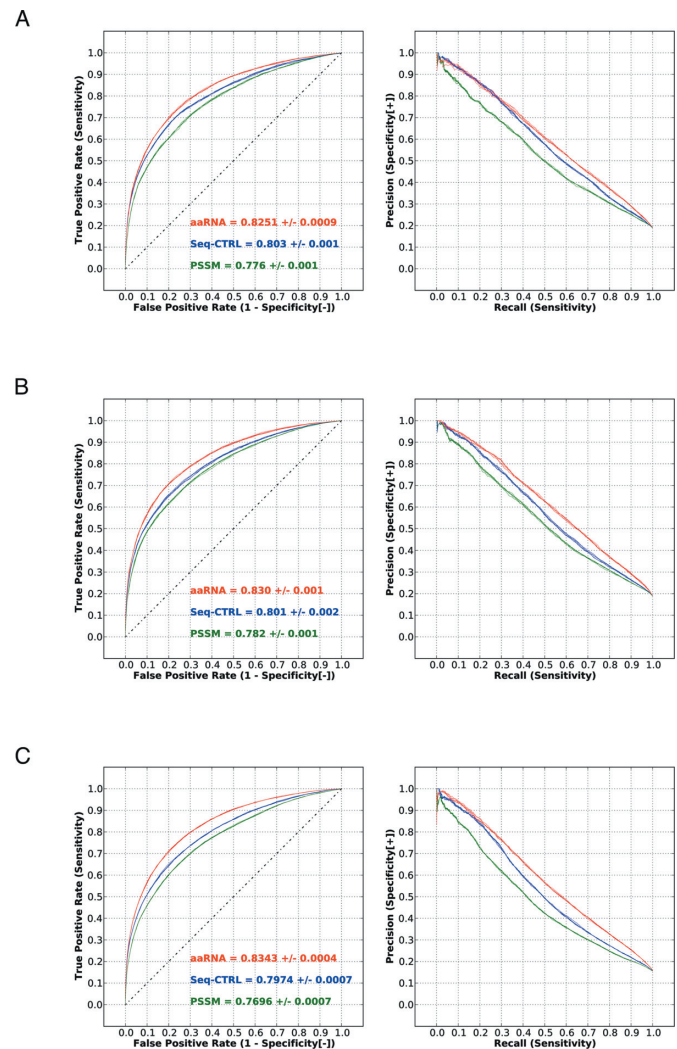 A
True Positive Rate (Sensitivity)
1.0
0.9
0.8
0.7
0.6
0.5
0.4
0.3
0.2
0.1
0.0
aaRNA = 0.8251 +/- 0.0009
Seq-CTRL = 0.803 +/- 0.001
PSSM = 0.776 +/- 0.001
0.0 0.1 0.2 0.3 0.4 0.5 0.6 0.7 0.8 0.9 1.0
False Positive Rate (1 - Specificity[-])
Precision (Specificity[+])
1.0
0.9
0.8
0.7
0.6
0.5
0.4
0.3
0.2
0.1
0.0
0.0 0.1 0.2 0.3 0.4 0.5 0.6 0.7 0.8 0.9 1.0
Recall (Sensitivity)
B
True Positive Rate (Sensitivity)
1.0
0.9
0.8
0.7
0.6
0.5
0.4
0.3
0.2
0.1
0.0
aaRNA = 0.830 +/- 0.001
Seq-CTRL = 0.801 +/- 0.002
PSSM = 0.782 +/- 0.001
0.0 0.1 0.2 0.3 0.4 0.5 0.6 0.7 0.8 0.9 1.0
False Positive Rate (1 - Specificity[-])
Precision (Specificity[+])
1.0
0.9
0.8
0.7
0.6
0.5
0.4
0.3
0.2
0.1
0.0
0.0 0.1 0.2 0.3 0.4 0.5 0.6 0.7 0.8 0.9 1.0
Recall (Sensitivity)
C
True Positive Rate (Sensitivity)
1.0
0.9
0.8
0.7
0.6
0.5
0.4
0.3
0.2
0.1
0.0
aaRNA = 0.8343 +/- 0.0004
Seq-CTRL = 0.7974 +/- 0.0007
PSSM = 0.7696 +/- 0.0007
0.0 0.1 0.2 0.3 0.4 0.5 0.6 0.7 0.8 0.9 1.0
False Positive Rate (1 - Specificity[-])
Precision (Specificity[+])
1.0
0.9
0.8
0.7
0.6
0.5
0.4
0.3
0.2
0.1
0.0
0.0 0.1 0.2 0.3 0.4 0.5 0.6 0.7 0.8 0.9 1.0
Recall (Sensitivity)